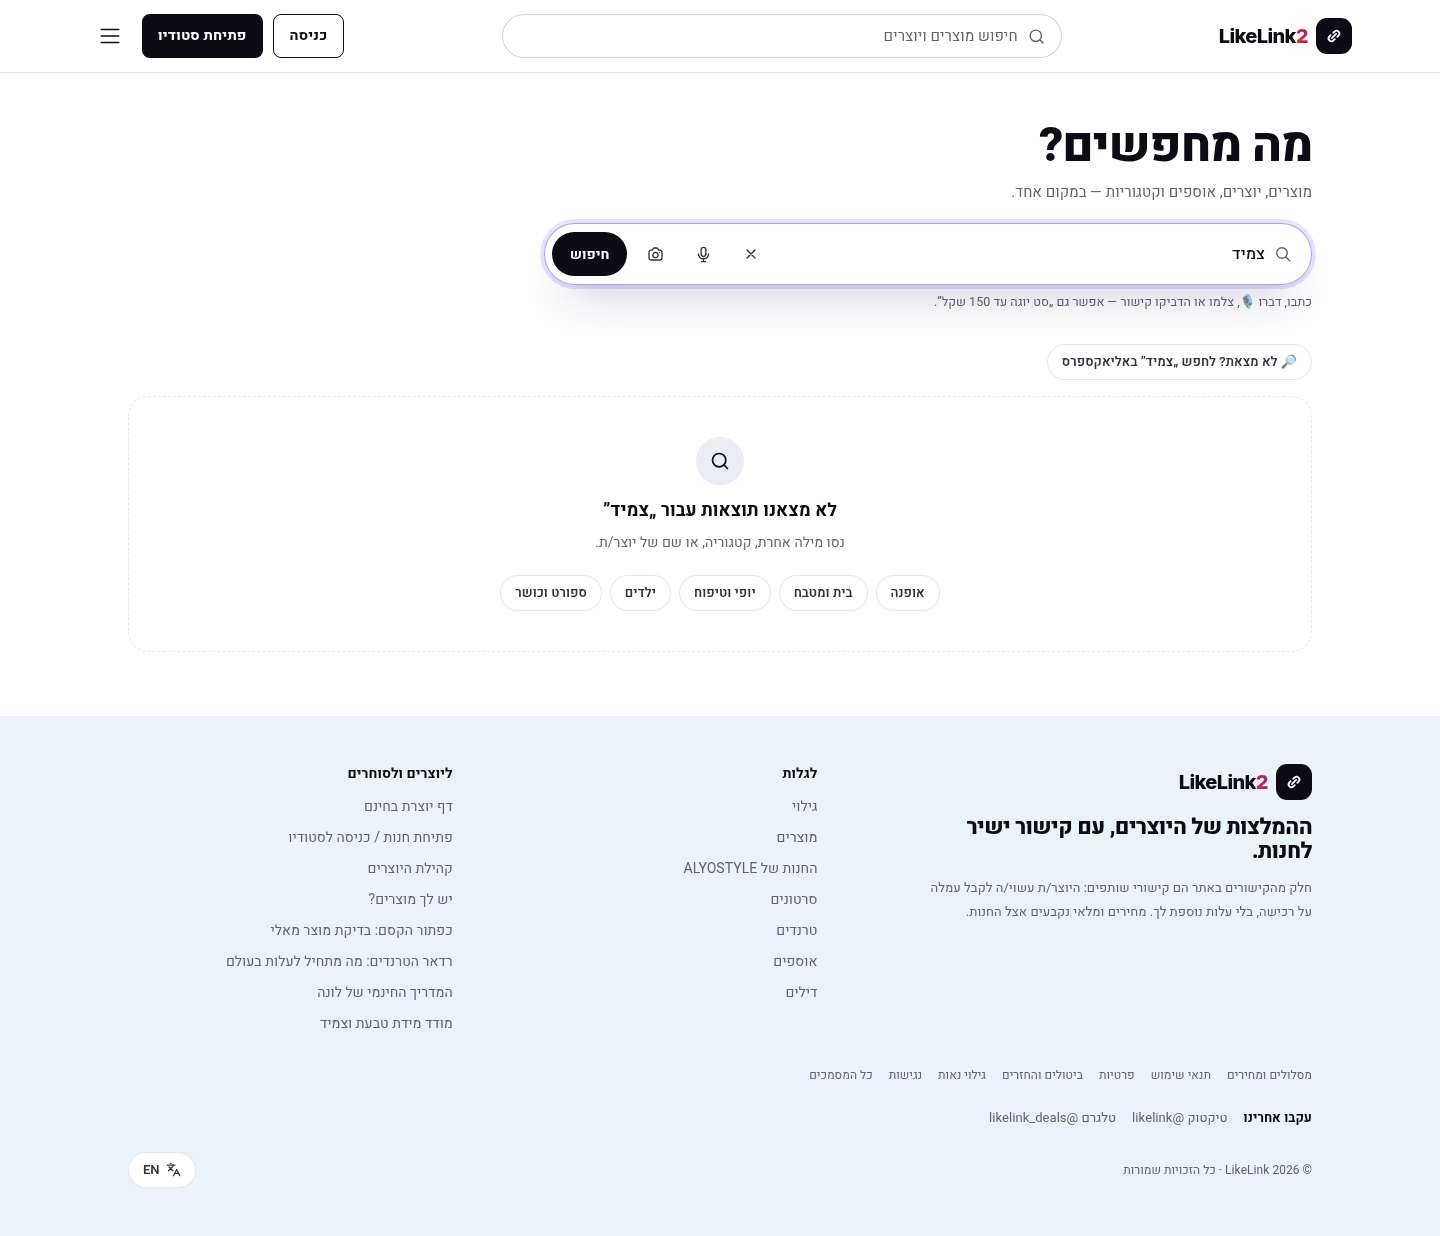 LikeLink2
חיפוש מוצרים ויוצרים
כניסה
פתיחת סטודיו
מה מחפשים?
מוצרים, יוצרים, אוספים וקטגוריות — במקום אחד.
צמיד
חיפוש
כתבו, דברו 🎙️, צלמו או הדביקו קישור — אפשר גם „סט יוגה עד 150 שקל”.
🔎 לא מצאת? לחפש „צמיד” באליאקספרס
לא מצאנו תוצאות עבור „צמיד”
נסו מילה אחרת, קטגוריה, או שם של יוצר/ת.
אופנה
בית ומטבח
יופי וטיפוח
ילדים
ספורט וכושר
LikeLink2
ההמלצות של היוצרים, עם קישור ישיר
לחנות.
חלק מהקישורים באתר הם קישורי שותפים: היוצר/ת עשוי/ה לקבל עמלה
על רכישה, בלי עלות נוספת לך. מחירים ומלאי נקבעים אצל החנות.
לגלות
גילוי
מוצרים
החנות של ALYOSTYLE
סרטונים
טרנדים
אוספים
דילים
ליוצרים ולסוחרים
דף יוצרת בחינם
פתיחת חנות / כניסה לסטודיו
קהילת היוצרים
יש לך מוצרים?
כפתור הקסם: בדיקת מוצר מאלי
רדאר הטרנדים: מה מתחיל לעלות בעולם
המדריך החינמי של לונה
מודד מידת טבעת וצמיד
מסלולים ומחירים
תנאי שימוש
פרטיות
ביטולים והחזרים
גילוי נאות
נגישות
כל המסמכים
עקבו אחרינו
טיקטוק @likelink
טלגרם @likelink_deals
© 2026 LikeLink · כל הזכויות שמורות
EN